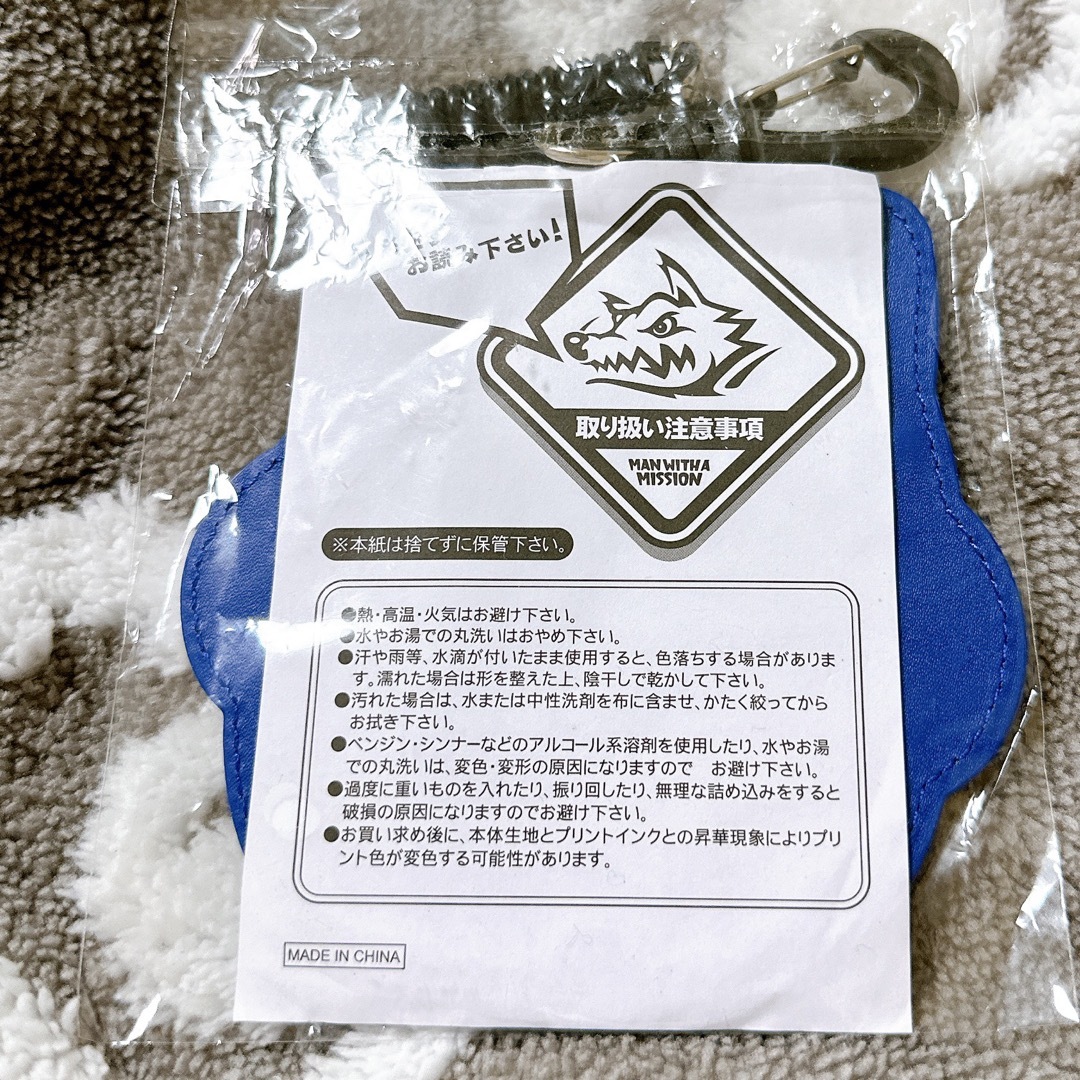 お読み下さい!
取り扱い注意事項
MAN WITH A
MISSION
※本紙は捨てずに保管下さい。
●熱・高温・火気はお避け下さい。
●水やお湯での丸洗いはおやめ下さい。
●汗や雨等、水滴が付いたまま使用すると、色落ちする場合がありま
す。濡れた場合は形を整えた上、陰干しで乾かして下さい。
●汚れた場合は、水または中性洗剤を布に含ませ、かたく絞ってから
お拭き下さい。
●ベンジン・シンナーなどのアルコール系溶剤を使用したり、水やお湯
での丸洗いは、変色・変形の原因になりますので　お避け下さい。
●過度に重いものを入れたり、振り回したり、無理な詰め込みをすると
破損の原因になりますのでお避け下さい。
●お買い求め後に、本体生地とプリントインクとの昇華現象によりプリ
ント色が変色する可能性があります。
MADE IN CHINA